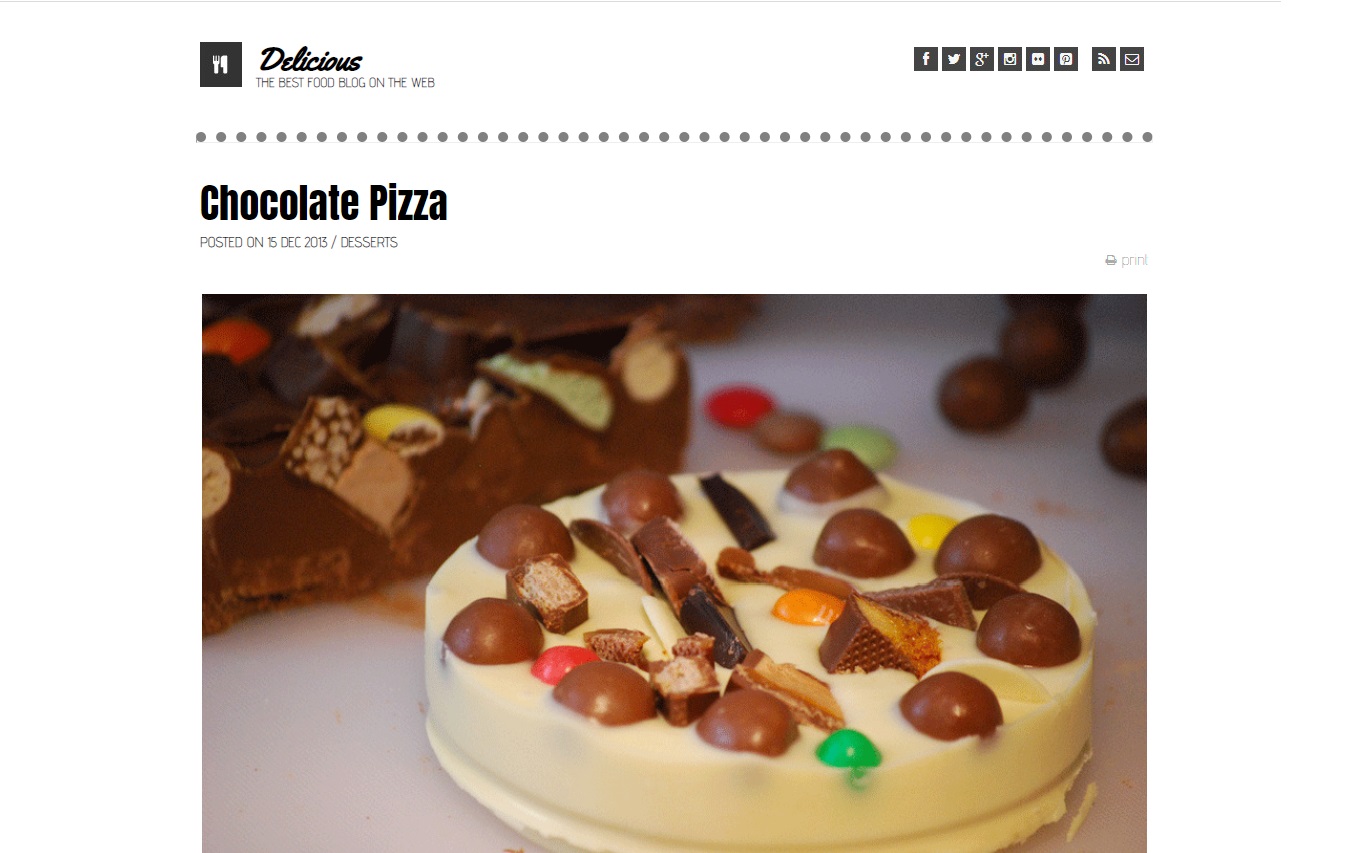 Delicious
THE BEST FOOD BLOG ON THE WEB
Chocolate Pizza
POSTED ON 15 DEC 2013 / DESSERTS
print